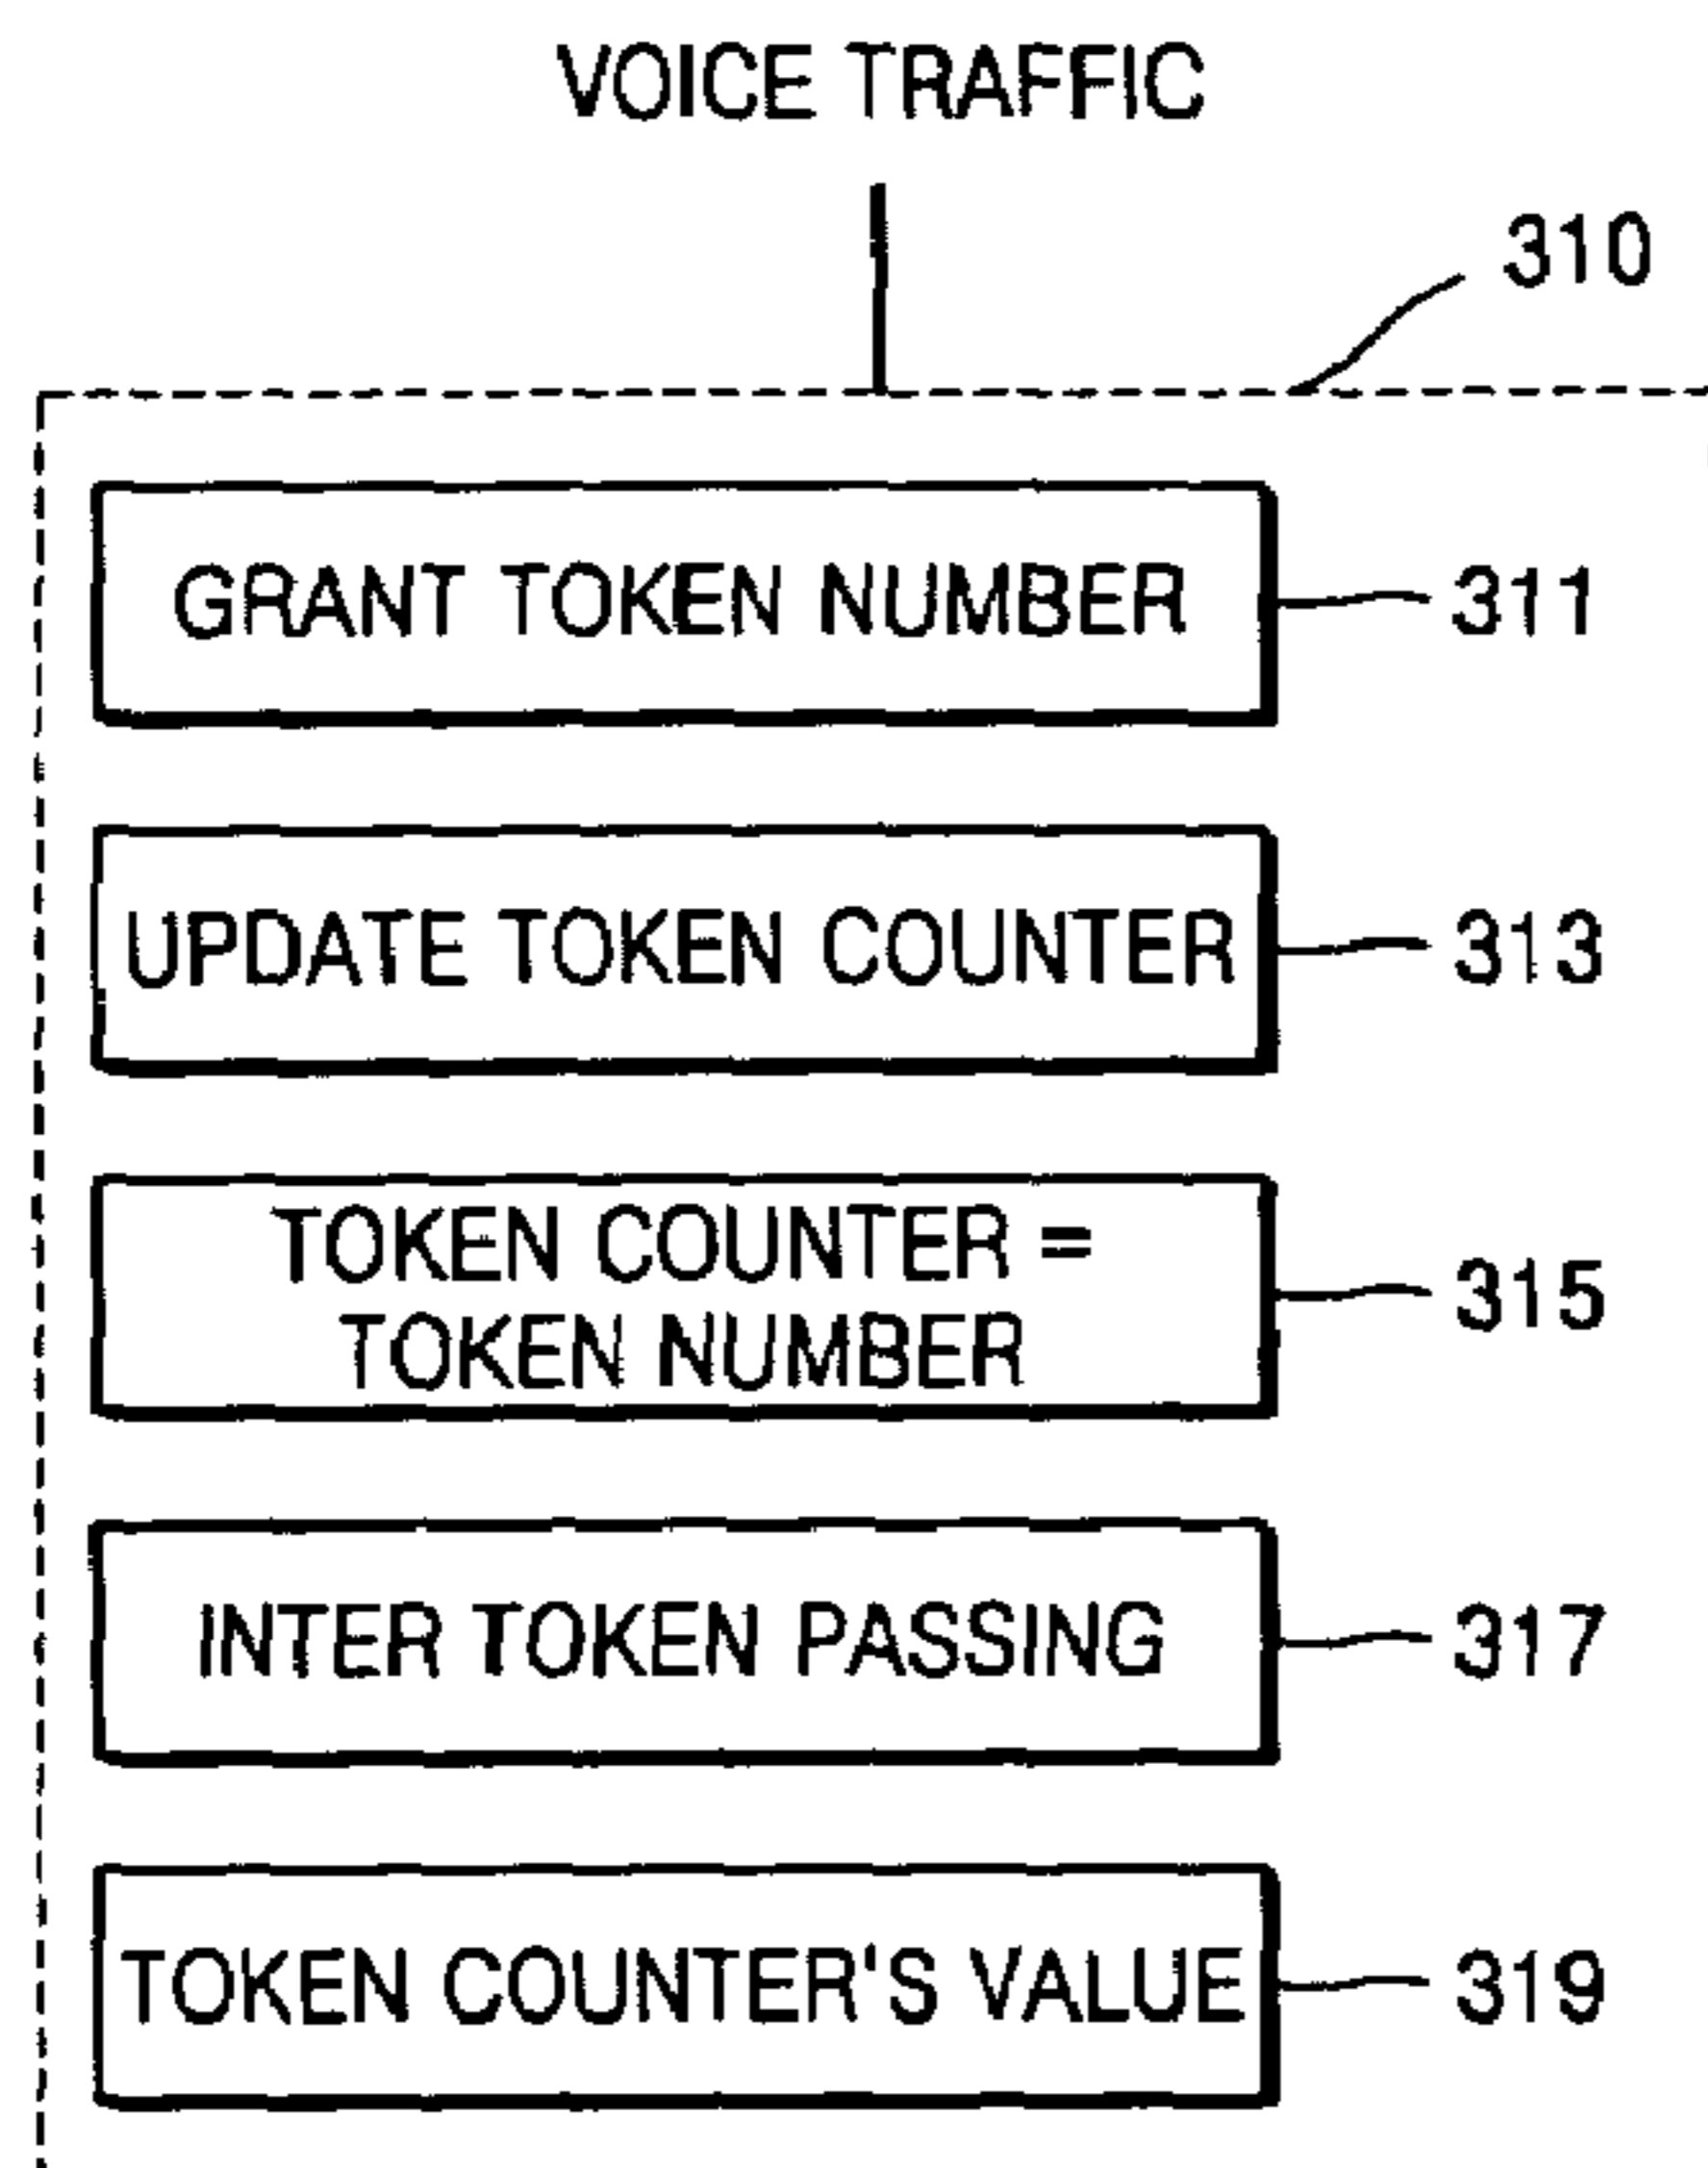 VOICE TRAFFIC
310
GRANT TOKEN NUMBER
311
UPDATE TOKEN COUNTER
313
TOKEN COUNTER =
TOKEN NUMBER
315
INTER TOKEN PASSING
317
TOKEN COUNTER'S VALUE
319